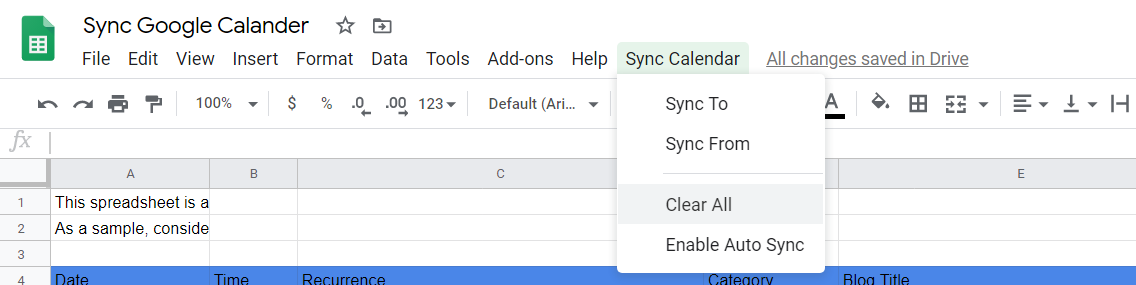 Sync Google Calander
File Edit View Insert Format Data Tools Add-ons Help Sync Calendar All changes saved in Drive
100% $ % .0 .00 123 Default (Ari... A
Sync To
Sync From
Clear All
Enable Auto Sync
fx
A B C E
1 This spreadsheet is a
2 As a sample, conside
3
4 Date Time Recurrence Category Blog Title